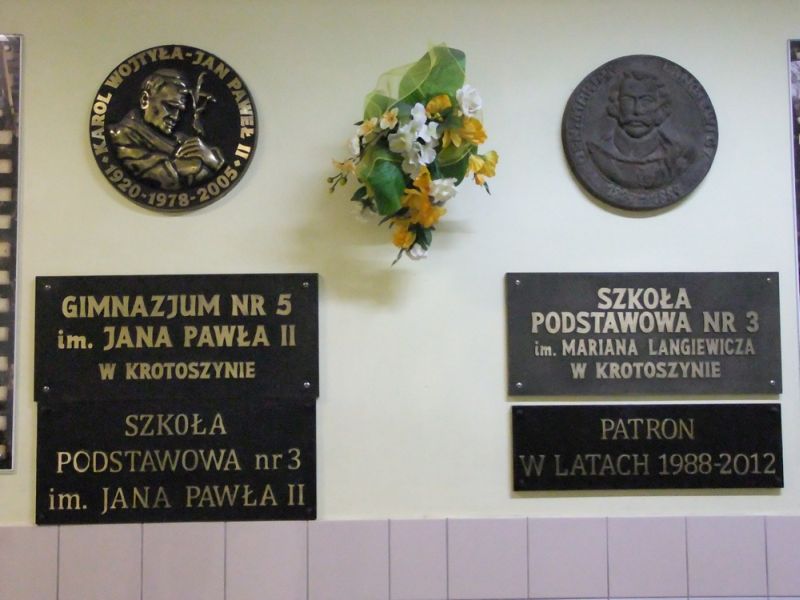 KAROL WOJTYŁA-JAN PAWEŁ II
1920-1978-2005
GIMNAZJUM NR 5
im. JANA PAWŁA II
W KROTOSZYNIE
SZKOŁA
PODSTAWOWA nr 3
im. JANA PAWŁA II
SZKOŁA
PODSTAWOWA NR 3
im. MARIANA LANGIEWICZA
W KROTOSZYNIE
PATRON
W LATACH 1988-2012